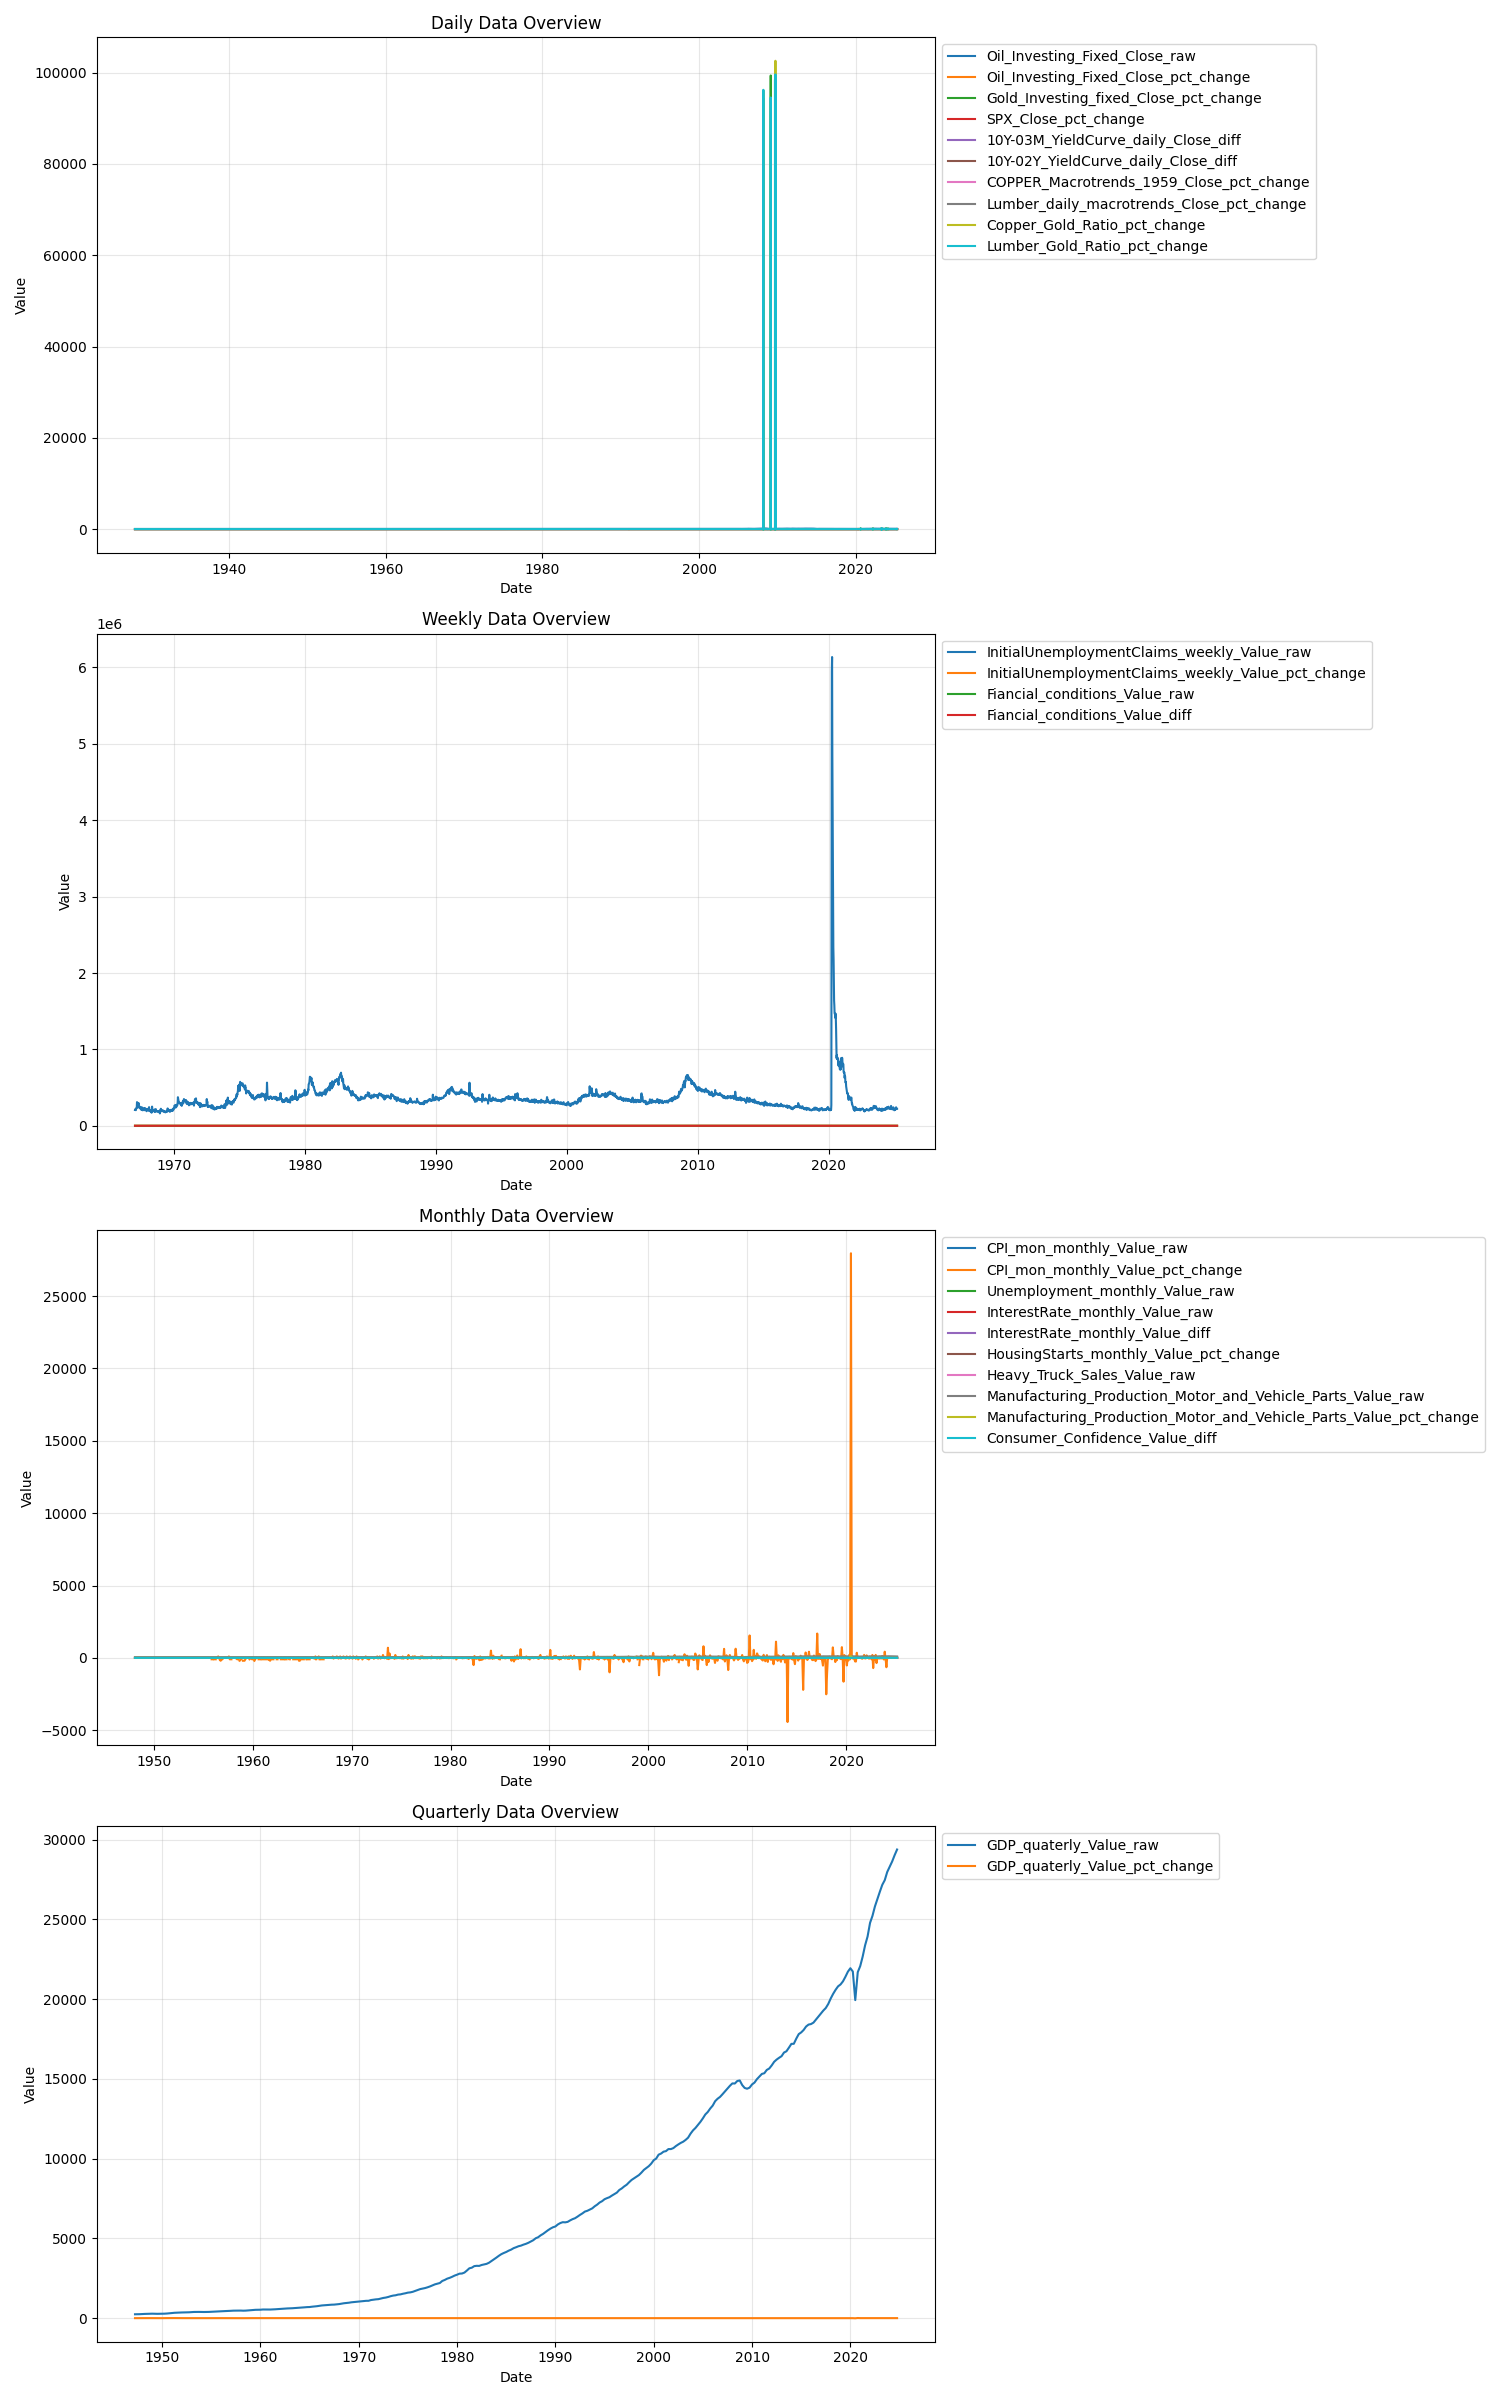 Daily Data Overview
100000
80000
60000
40000
20000
0
Value
1940 1960 1980 2000 2020
Date
Oil_Investing_Fixed_Close_raw
Oil_Investing_Fixed_Close_pct_change
Gold_Investing_fixed_Close_pct_change
SPX_Close_pct_change
10Y-03M_YieldCurve_daily_Close_diff
10Y-02Y_YieldCurve_daily_Close_diff
COPPER_Macrotrends_1959_Close_pct_change
Lumber_daily_macrotrends_Close_pct_change
Copper_Gold_Ratio_pct_change
Lumber_Gold_Ratio_pct_change
Weekly Data Overview
1e6
6
5
4
3
2
1
0
Value
1970 1980 1990 2000 2010 2020
Date
InitialUnemploymentClaims_weekly_Value_raw
InitialUnemploymentClaims_weekly_Value_pct_change
Fiancial_conditions_Value_raw
Fiancial_conditions_Value_diff
Monthly Data Overview
25000
20000
15000
10000
5000
0
−5000
Value
1950 1960 1970 1980 1990 2000 2010 2020
Date
CPI_mon_monthly_Value_raw
CPI_mon_monthly_Value_pct_change
Unemployment_monthly_Value_raw
InterestRate_monthly_Value_raw
InterestRate_monthly_Value_diff
HousingStarts_monthly_Value_pct_change
Heavy_Truck_Sales_Value_raw
Manufacturing_Production_Motor_and_Vehicle_Parts_Value_raw
Manufacturing_Production_Motor_and_Vehicle_Parts_Value_pct_change
Consumer_Confidence_Value_diff
Quarterly Data Overview
30000
25000
20000
15000
10000
5000
0
Value
1950 1960 1970 1980 1990 2000 2010 2020
Date
GDP_quaterly_Value_raw
GDP_quaterly_Value_pct_change